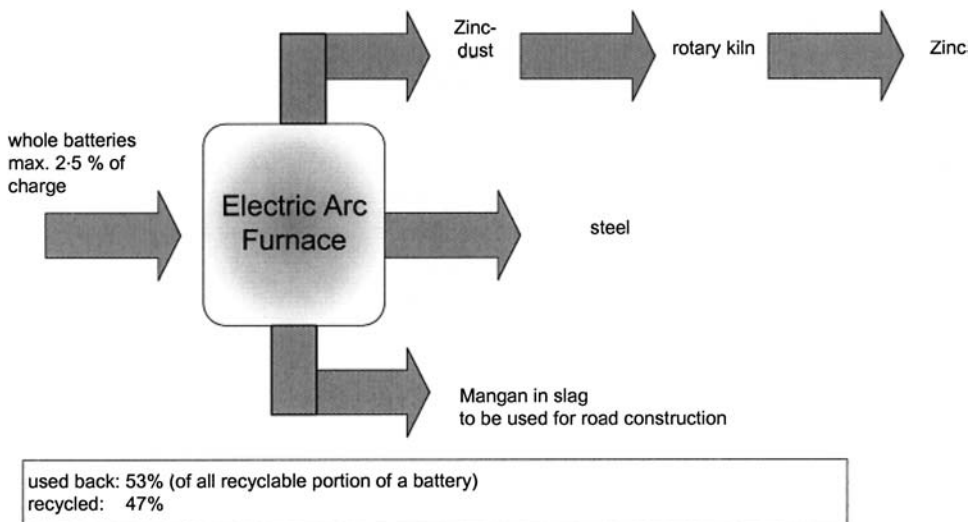 Zinc-
dust
rotary kiln
Zinc
whole batteries
max. 2·5 % of
charge
Electric Arc
Furnace
steel
Mangan in slag
to be used for road construction
used back: 53% (of all recyclable portion of a battery)
recycled: 47%